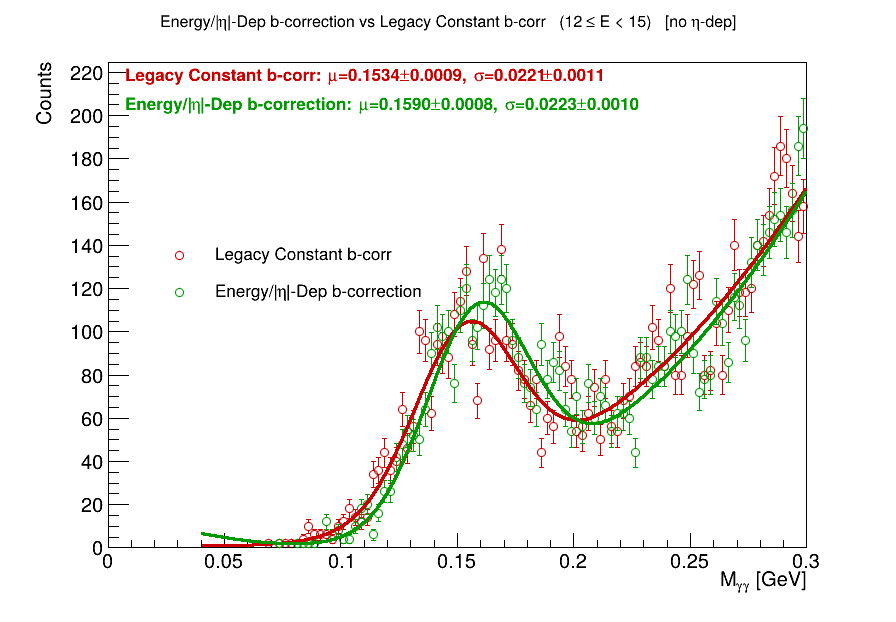 Energy/|η|-Dep b-correction vs Legacy Constant b-corr (12 ≤ E < 15) [no η-dep]
Counts
220
200
180
160
140
120
100
80
60
40
20
0
Legacy Constant b-corr: μ=0.1534±0.0009, σ=0.0221±0.0011
Energy/|η|-Dep b-correction: μ=0.1590±0.0008, σ=0.0223±0.0010
Legacy Constant b-corr
Energy/|η|-Dep b-correction
0 0.05 0.1 0.15 0.2 0.25 0.3
Mγγ [GeV]